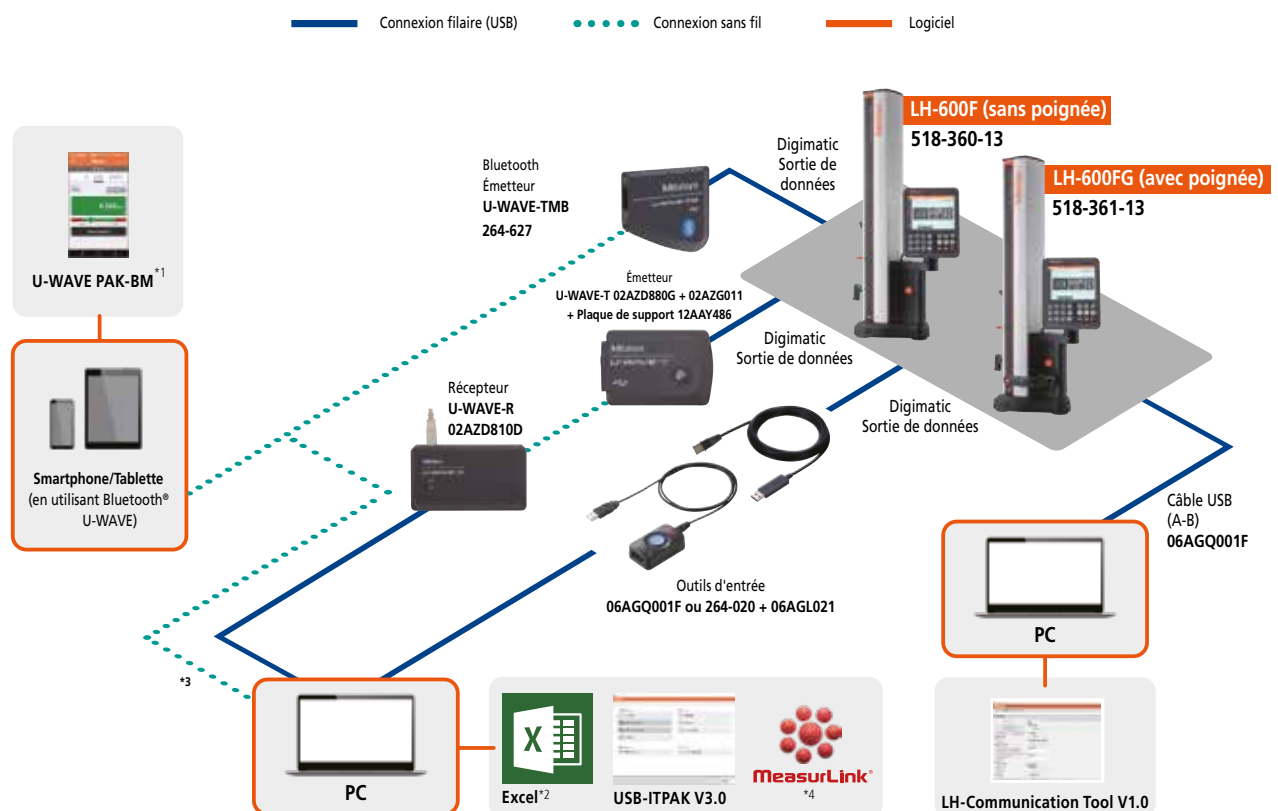 Connexion filaire (USB)
Connexion sans fil
Logiciel
LH-600F (sans poignée)
518-360-13
LH-600FG (avec poignée)
518-361-13
Digimatic
Sortie de
données
Bluetooth
Émetteur
U-WAVE-TMB
264-627
Mitutoyo
U-WAVE PAK-BM*1
Émetteur
U-WAVE-T 02AZD880G + 02AZG011
+ Plaque de support 12AAY486
Mitutoyo
U-WAVE-T
Digimatic
Sortie de données
Récepteur
U-WAVE-R
02AZD810D
Digimatic
Sortie de données
Smartphone/Tablette
(en utilisant Bluetooth®
U-WAVE)
Câble USB
(A-B)
06AGQ001F
Outils d'entrée
06AGQ001F ou 264-020 + 06AGL021
PC
*3
PC
X
Excel*2
USB-ITPAK V3.0
MeasurLink®
*4
LH-Communication Tool V1.0